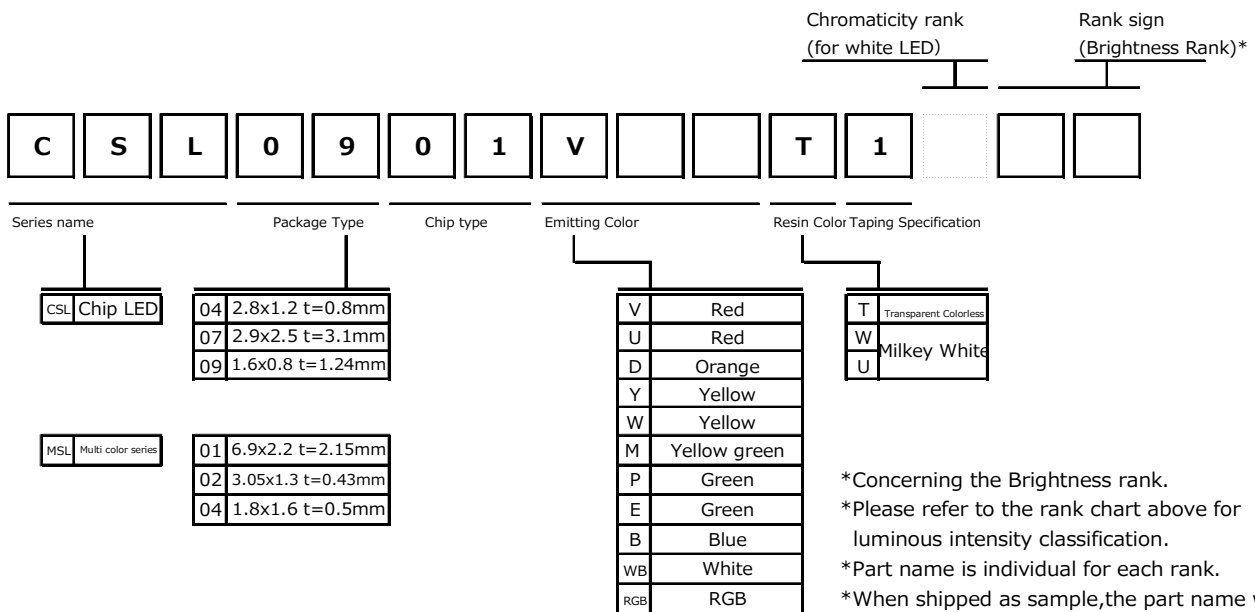 Chromaticity rank
(for white LED)
Rank sign
(Brightness Rank)*
C S L 0 9 0 1 V T 1
Series name
Package Type
Chip type
Emitting Color
Resin Color
Taping Specification
CSL Chip LED
04 2.8x1.2 t=0.8mm
07 2.9x2.5 t=3.1mm
09 1.6x0.8 t=1.24mm
MSL Multi color series
01 6.9x2.2 t=2.15mm
02 3.05x1.3 t=0.43mm
04 1.8x1.6 t=0.5mm
V Red
U Red
D Orange
Y Yellow
W Yellow
M Yellow green
P Green
E Green
B Blue
WB White
RGB RGB
T Transparent Colorless
W Milkey White
U
*Concerning the Brightness rank.
*Please refer to the rank chart above for
luminous intensity classification.
*Part name is individual for each rank.
*When shipped as sample,the part name